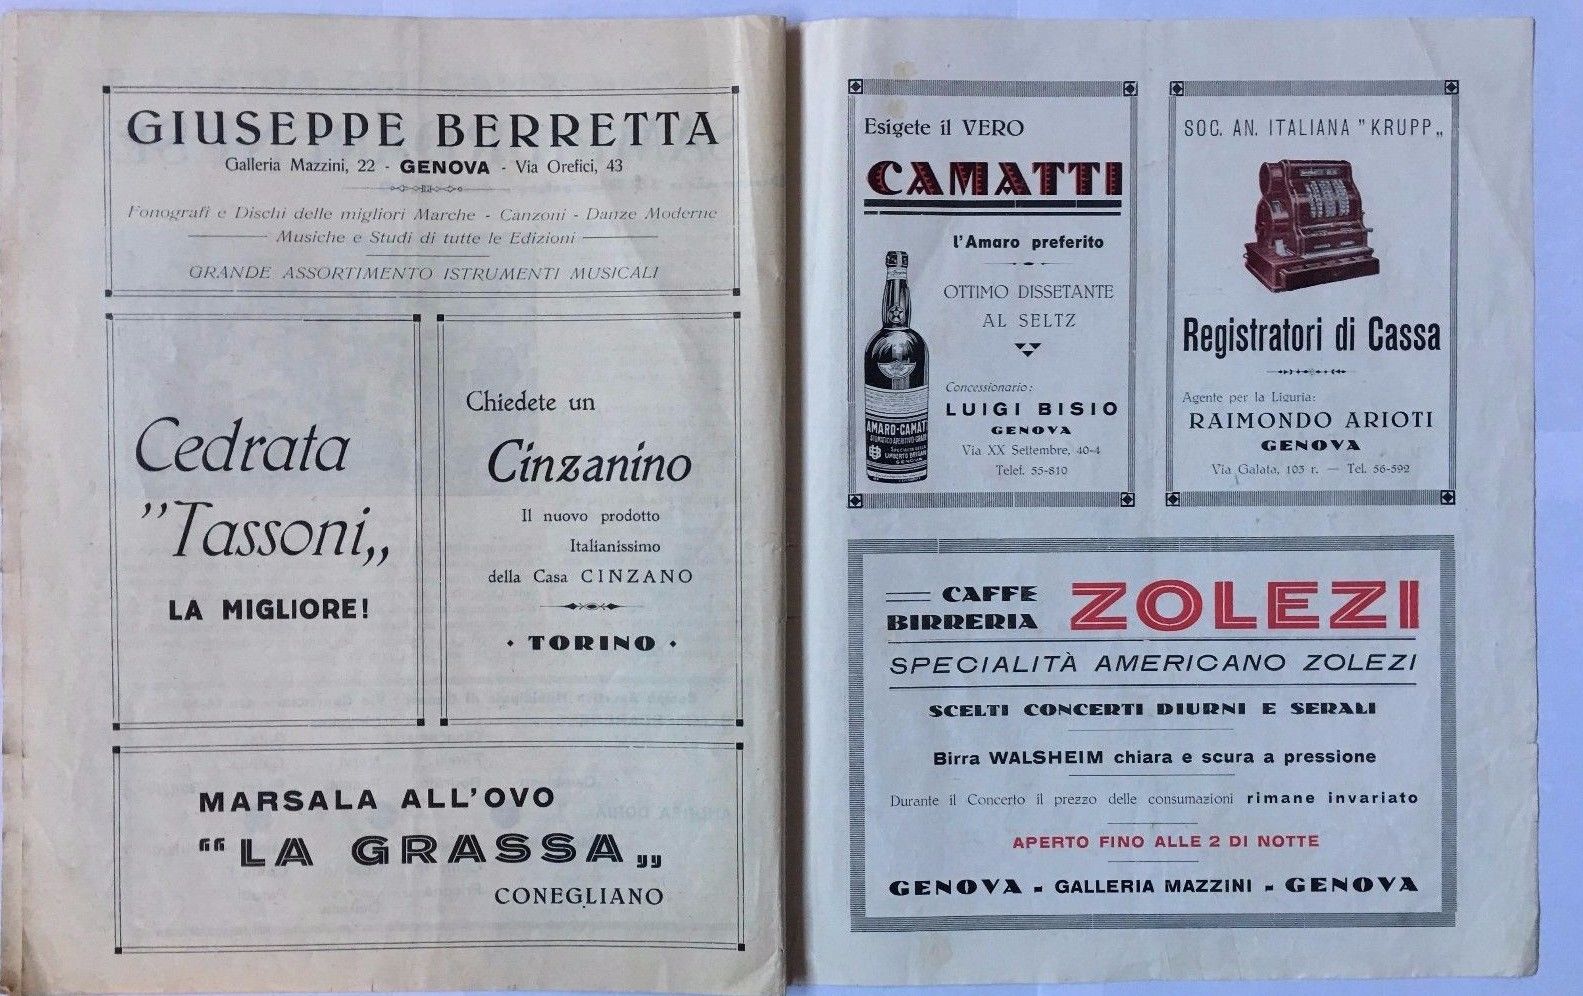 GIUSEPPE BERRETTA
Galleria Mazzini, 22 - GENOVA - Via Orefici, 43
Fonografi e Dischi delle migliori Marche - Canzoni - Danze Moderne
Musiche e Studi di tutte le Edizioni
GRANDE ASSORTIMENTO ISTRUMENTI MUSICALI
Cedrata
"Tassoni„
LA MIGLIORE!
Chiedete un
Cinzanino
Il nuovo prodotto
Italianissimo
della Casa CINZANO
TORINO
MARSALA ALL'OVO
"LA GRASSA„
CONEGLIANO
Esigete il VERO
CAMATTI
l'Amaro preferito
OTTIMO DISSETANTE
AL SELTZ
Concessionario:
LUIGI BISIO
GENOVA
Via XX Settembre, 40-4
Telef. 55-810
AMARO-CAMATTI
GENOVA
SOC. AN. ITALIANA "KRUPP„
Registratori di Cassa
Agente per la Liguria:
RAIMONDO ARIOTI
GENOVA
Via Galata, 103 r. — Tel. 56-592
CAFFE
BIRRERIA
ZOLEZI
SPECIALITÀ AMERICANO ZOLEZI
SCELTI CONCERTI DIURNI E SERALI
Birra WALSHEIM chiara e scura a pressione
Durante il Concerto il prezzo delle consumazioni rimane invariato
APERTO FINO ALLE 2 DI NOTTE
GENOVA - GALLERIA MAZZINI - GENOVA